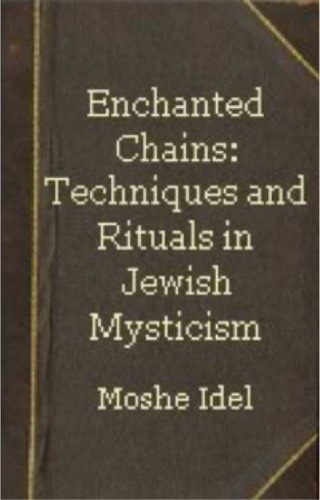 Enchanted
Chains:
Techniques and
Rituals in
Jewish
Mysticism
Moshe Idel